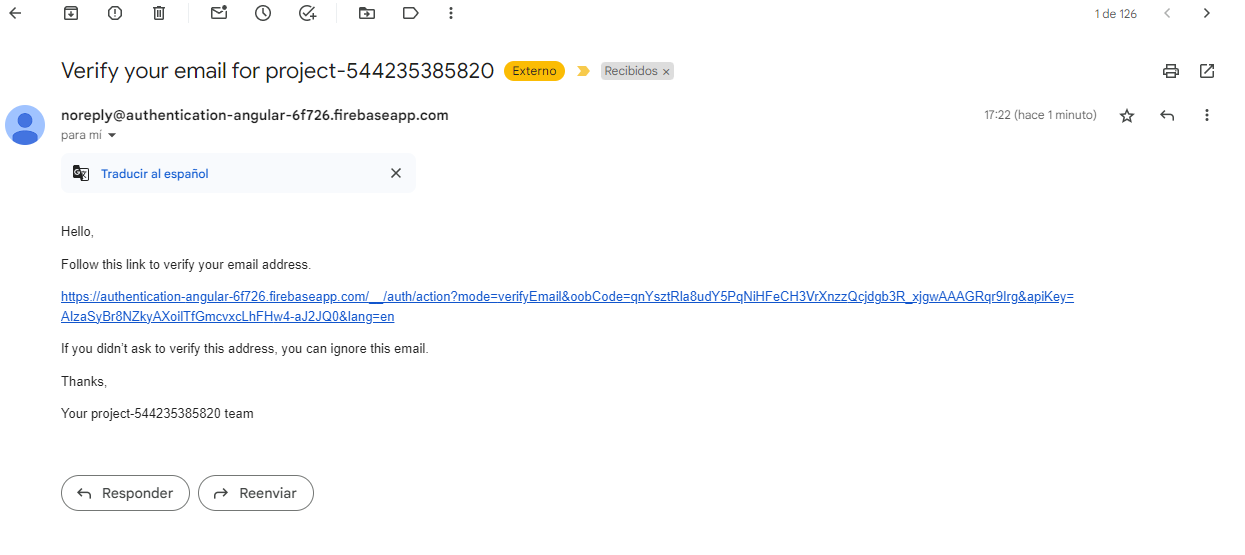 1 de 126
Verify your email for project-544235385820 Externo Recibidos x
noreply@authentication-angular-6f726.firebaseapp.com 17:22 (hace 1 minuto)
para mí
Traducir al español
Hello,
Follow this link to verify your email address.
https://authentication-angular-6f726.firebaseapp.com/__/auth/action?mode=verifyEmail&oobCode=qnYsztRla8udY5PqNiHFeCH3VrXnzzQcjdgb3R_xjgwAAAGRqr9Irg&apiKey=
AIzaSyBr8NZkyAXoilTfGmcvxcLhFHw4-aJ2JQ0&lang=en
If you didn’t ask to verify this address, you can ignore this email.
Thanks,
Your project-544235385820 team
Responder Reenviar